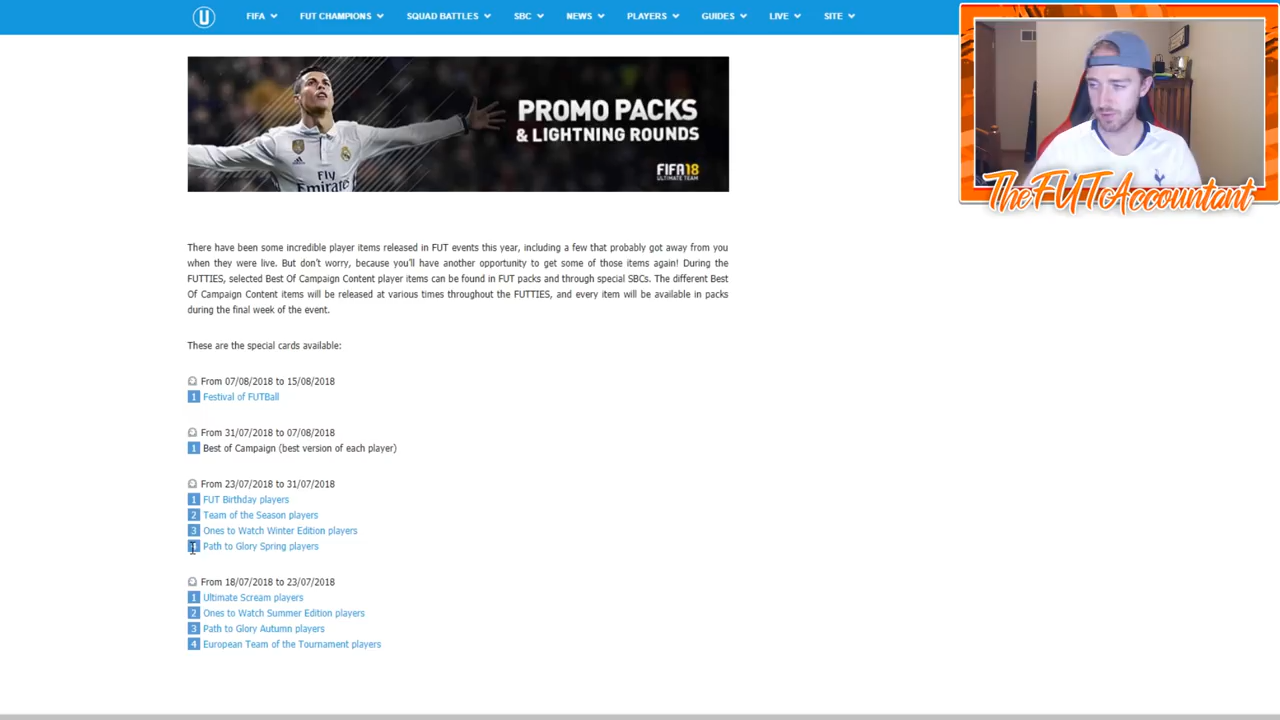 U FIFA FUT CHAMPIONS SQUAD BATTLES SBC NEWS PLAYERS GUIDES LIVE SITE
PROMO PACKS
& LIGHTNING ROUNDS
Fly
Emirates
FIFA18
ULTIMATE TEAM
TheFUTAccountant
There have been some incredible player items released in FUT events this year, including a few that probably got away from you
when they were live. But don't worry, because you'll have another opportunity to get some of those items again! During the
FUTTIES, selected Best Of Campaign Content player items can be found in FUT packs and through special SBCs. The different Best
Of Campaign Content items will be released at various times throughout the FUTTIES, and every item will be available in packs
during the final week of the event.
These are the special cards available:
From 07/08/2018 to 15/08/2018
1 Festival of FUTBall
From 31/07/2018 to 07/08/2018
1 Best of Campaign (best version of each player)
From 23/07/2018 to 31/07/2018
1 FUT Birthday players
2 Team of the Season players
3 Ones to Watch Winter Edition players
Path to Glory Spring players
From 18/07/2018 to 23/07/2018
1 Ultimate Scream players
2 Ones to Watch Summer Edition players
3 Path to Glory Autumn players
4 European Team of the Tournament players